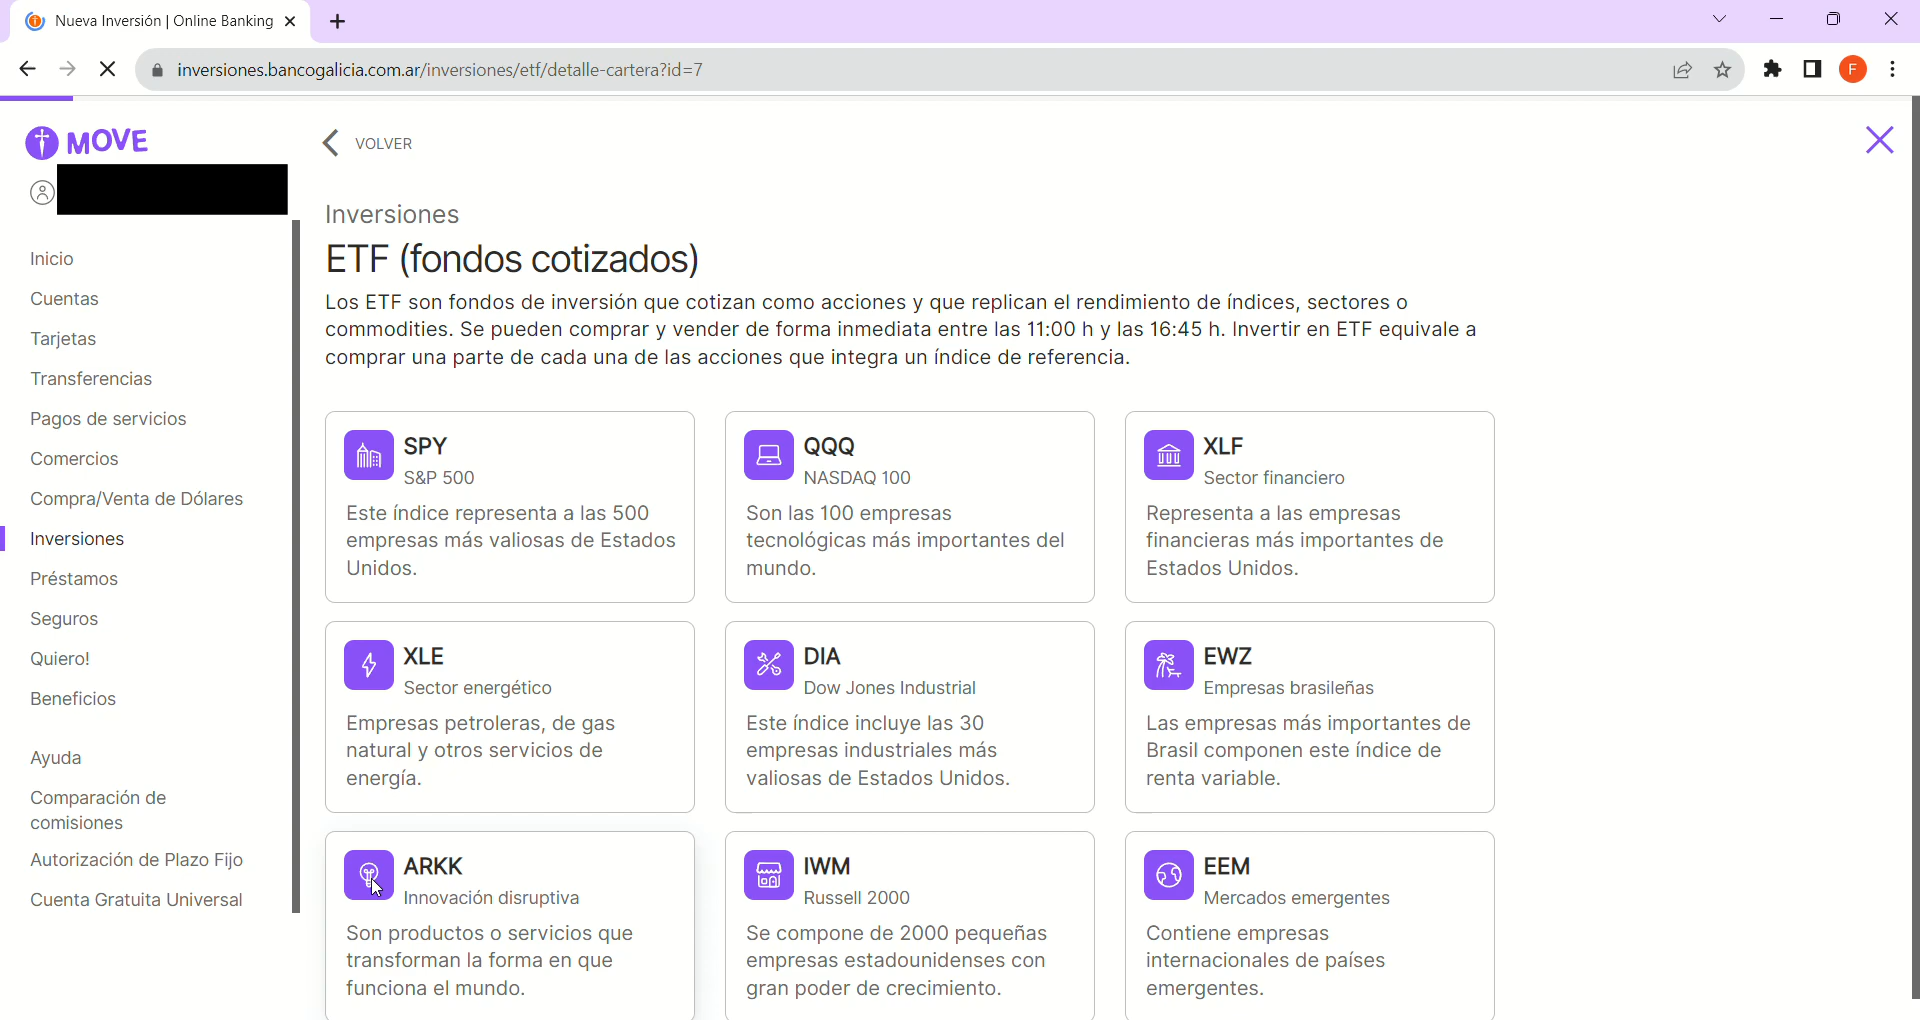 Nueva Inversión | Online Banking
inversiones.bancogalicia.com.ar/inversiones/etf/detalle-cartera?id=7
F
MOVE
VOLVER
Inicio
Cuentas
Tarjetas
Transferencias
Pagos de servicios
Comercios
Compra/Venta de Dólares
Inversiones
Préstamos
Seguros
Quiero!
Beneficios
Ayuda
Comparación de
comisiones
Autorización de Plazo Fijo
Cuenta Gratuita Universal
Inversiones
ETF (fondos cotizados)
Los ETF son fondos de inversión que cotizan como acciones y que replican el rendimiento de índices, sectores o
commodities. Se pueden comprar y vender de forma inmediata entre las 11:00 h y las 16:45 h. Invertir en ETF equivale a
comprar una parte de cada una de las acciones que integra un índice de referencia.
SPY
S&P 500
Este índice representa a las 500
empresas más valiosas de Estados
Unidos.
QQQ
NASDAQ 100
Son las 100 empresas
tecnológicas más importantes del
mundo.
XLF
Sector financiero
Representa a las empresas
financieras más importantes de
Estados Unidos.
XLE
Sector energético
Empresas petroleras, de gas
natural y otros servicios de
energía.
DIA
Dow Jones Industrial
Este índice incluye las 30
empresas industriales más
valiosas de Estados Unidos.
EWZ
Empresas brasileñas
Las empresas más importantes de
Brasil componen este índice de
renta variable.
ARKK
Innovación disruptiva
Son productos o servicios que
transforman la forma en que
funciona el mundo.
IWM
Russell 2000
Se compone de 2000 pequeñas
empresas estadounidenses con
gran poder de crecimiento.
EEM
Mercados emergentes
Contiene empresas
internacionales de países
emergentes.